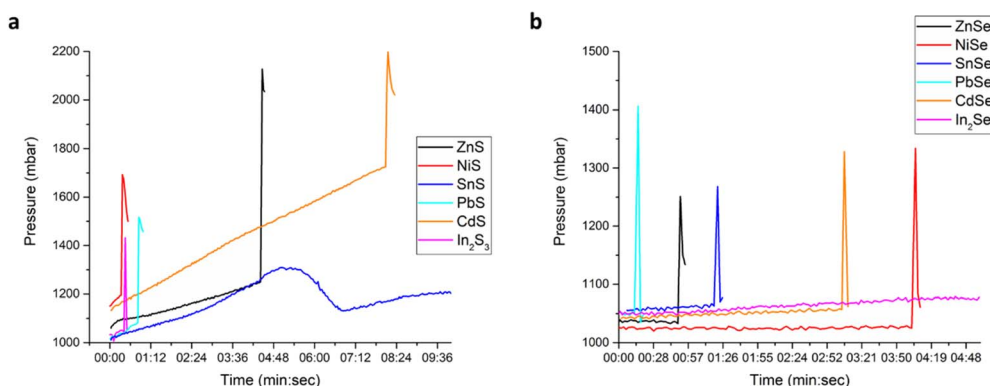 a
2200
2000
1800
1600
1400
1200
1000
Pressure (mbar)
00:00 01:12 02:24 03:36 04:48 06:00 07:12 08:24 09:36
Time (min:sec)
ZnS
NiS
SnS
PbS
CdS
In2S3
b
1500
1400
1300
1200
1100
1000
Pressure (mbar)
00:00 00:28 00:57 01:26 01:55 02:24 02:52 03:21 03:50 04:19 04:48
Time (min:sec)
ZnSe
NiSe
SnSe
PbSe
CdSe
In2Se